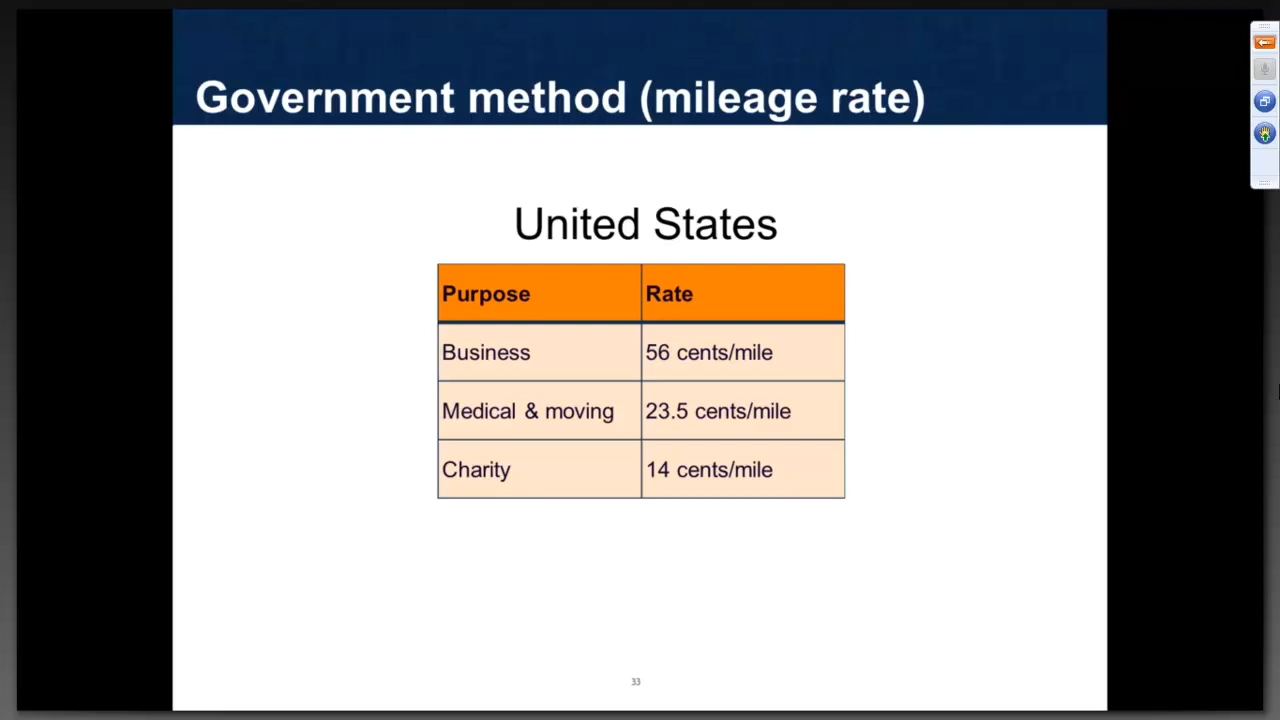 Government method (mileage rate)
United States
Purpose Rate
Business 56 cents/mile
Medical & moving 23.5 cents/mile
Charity 14 cents/mile
33